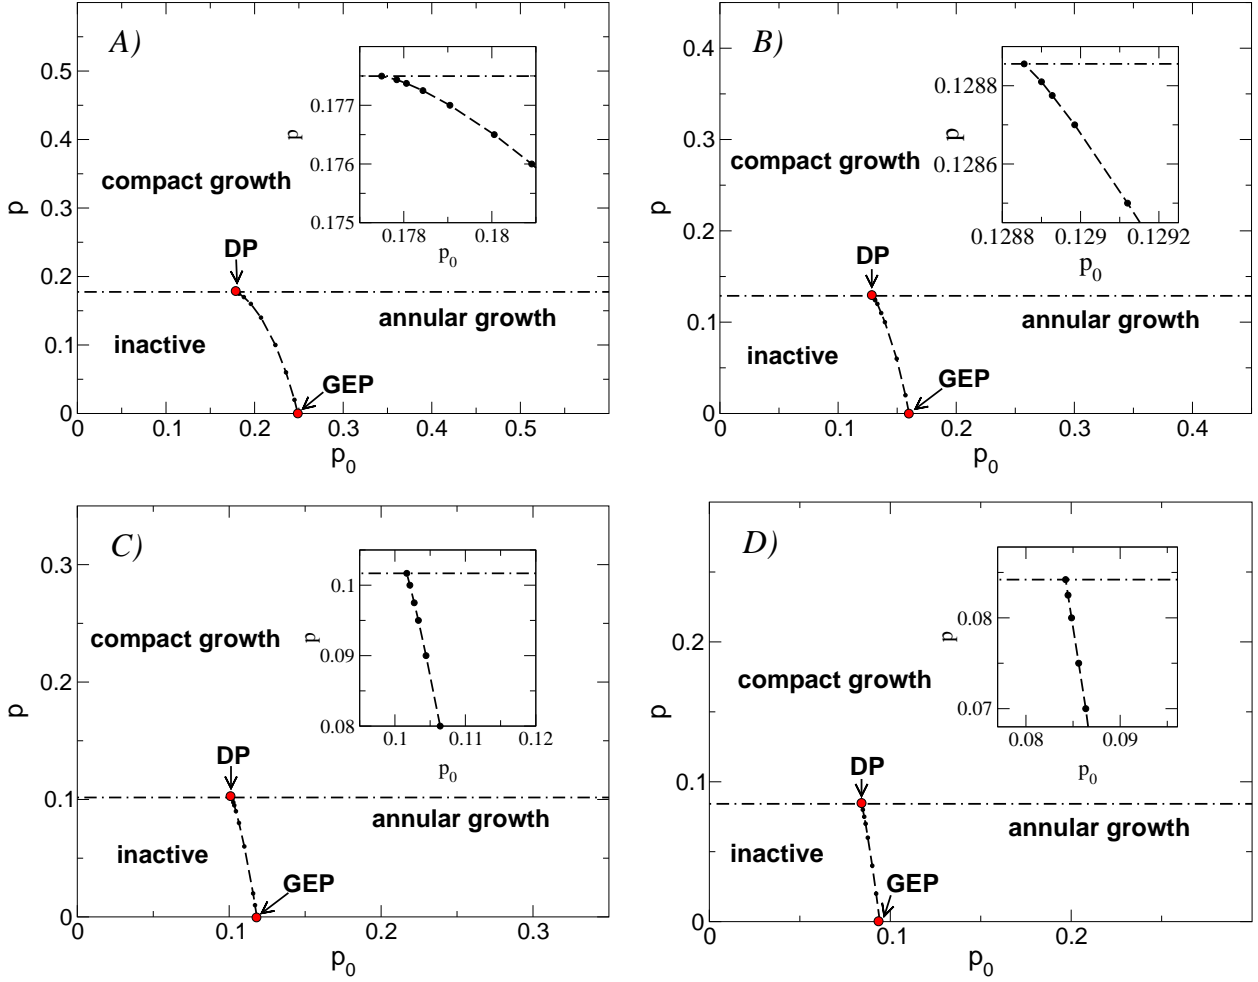 A)
p
0.5
0.4
0.3
0.2
0.1
0
0
0.1
0.2
0.3
0.4
0.5
p0
compact growth
DP
inactive
annular growth
GEP
p
0.177
0.176
0.175
0.178
0.18
p0
B)
p
0.4
0.3
0.2
0.1
0
0
0.1
0.2
0.3
0.4
p0
compact growth
DP
inactive
annular growth
GEP
p
0.1288
0.1286
0.1288
0.129
0.1292
p0
C)
p
0.3
0.2
0.1
0
0
0.1
0.2
0.3
p0
compact growth
DP
inactive
annular growth
GEP
p
0.1
0.09
0.08
0.1
0.11
0.12
p0
D)
p
0.2
0.1
0
0
0.1
0.2
p0
compact growth
DP
inactive
annular growth
GEP
p
0.08
0.07
0.08
0.09
p0